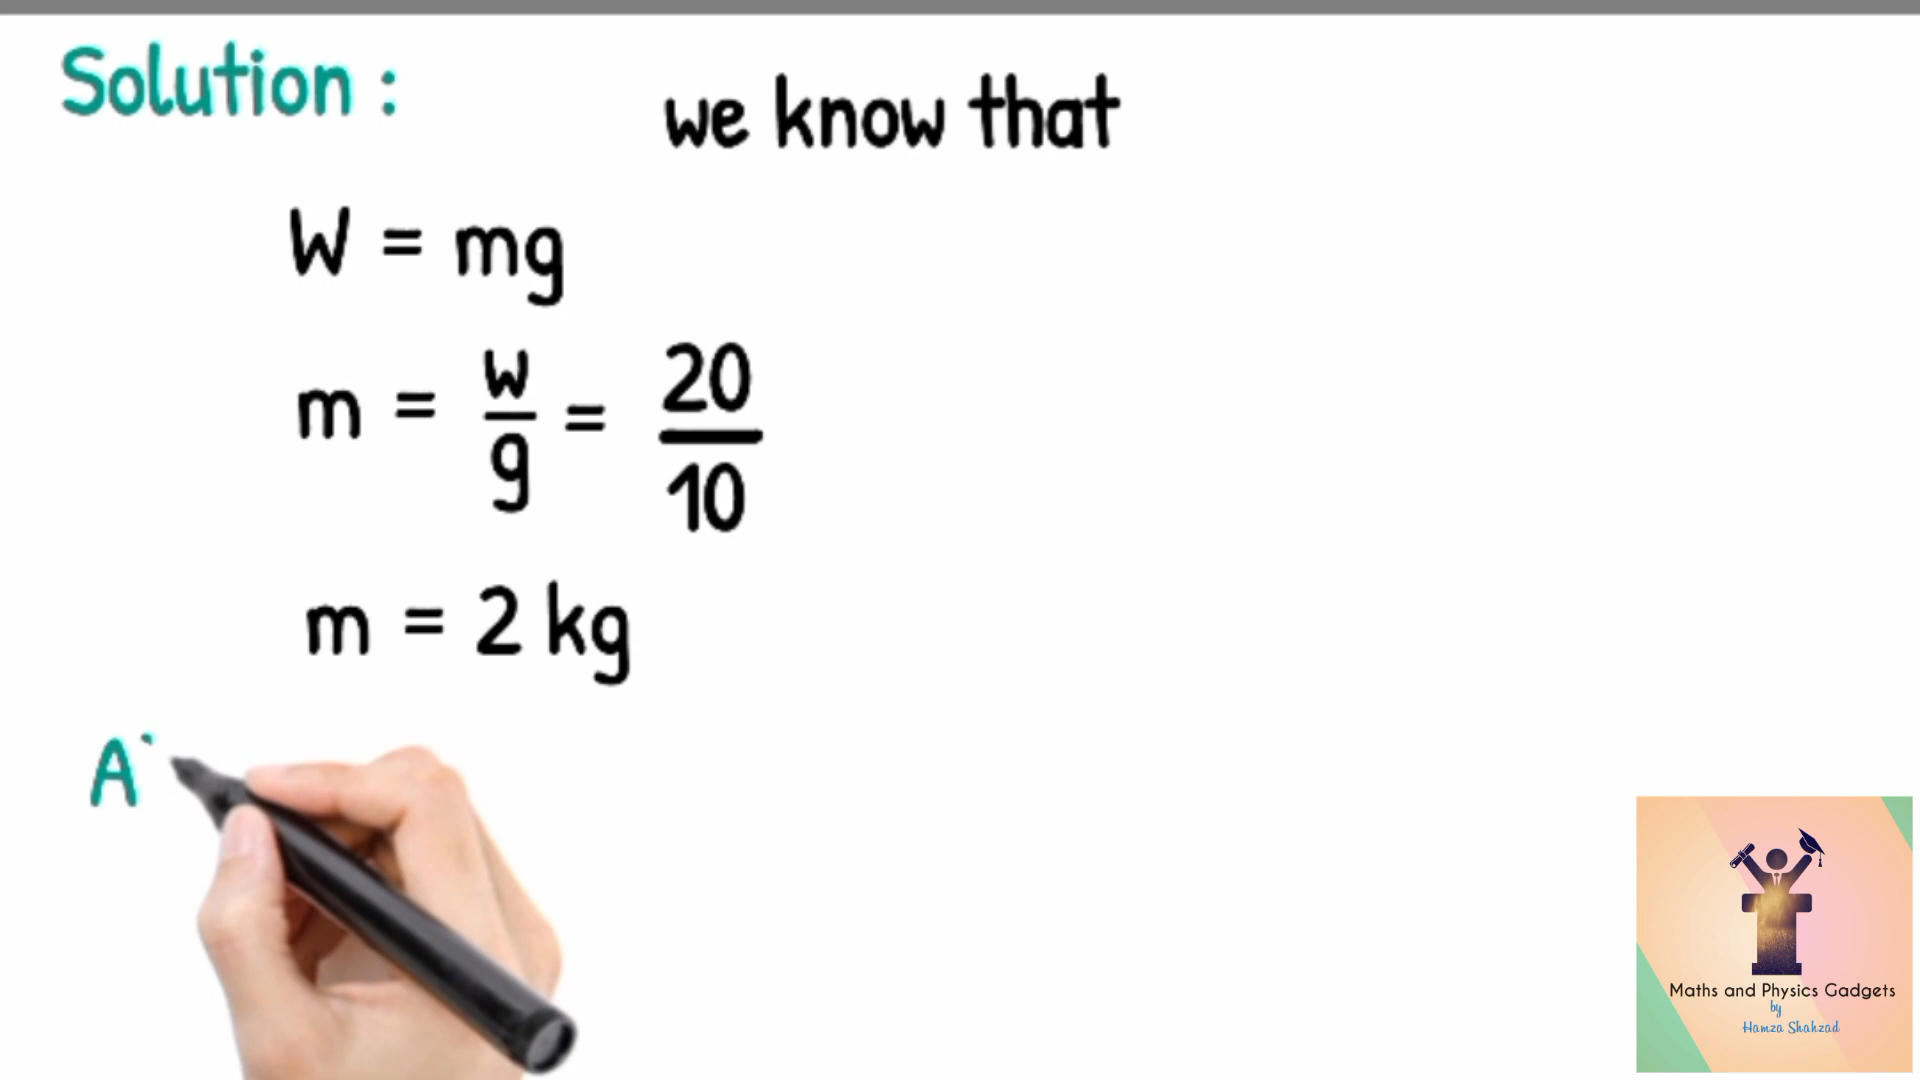 Solution :
we know that
W = mg
m = w/g = 20/10
m = 2 kg
A
Maths and Physics Gadgets
by
Hamza Shahzad